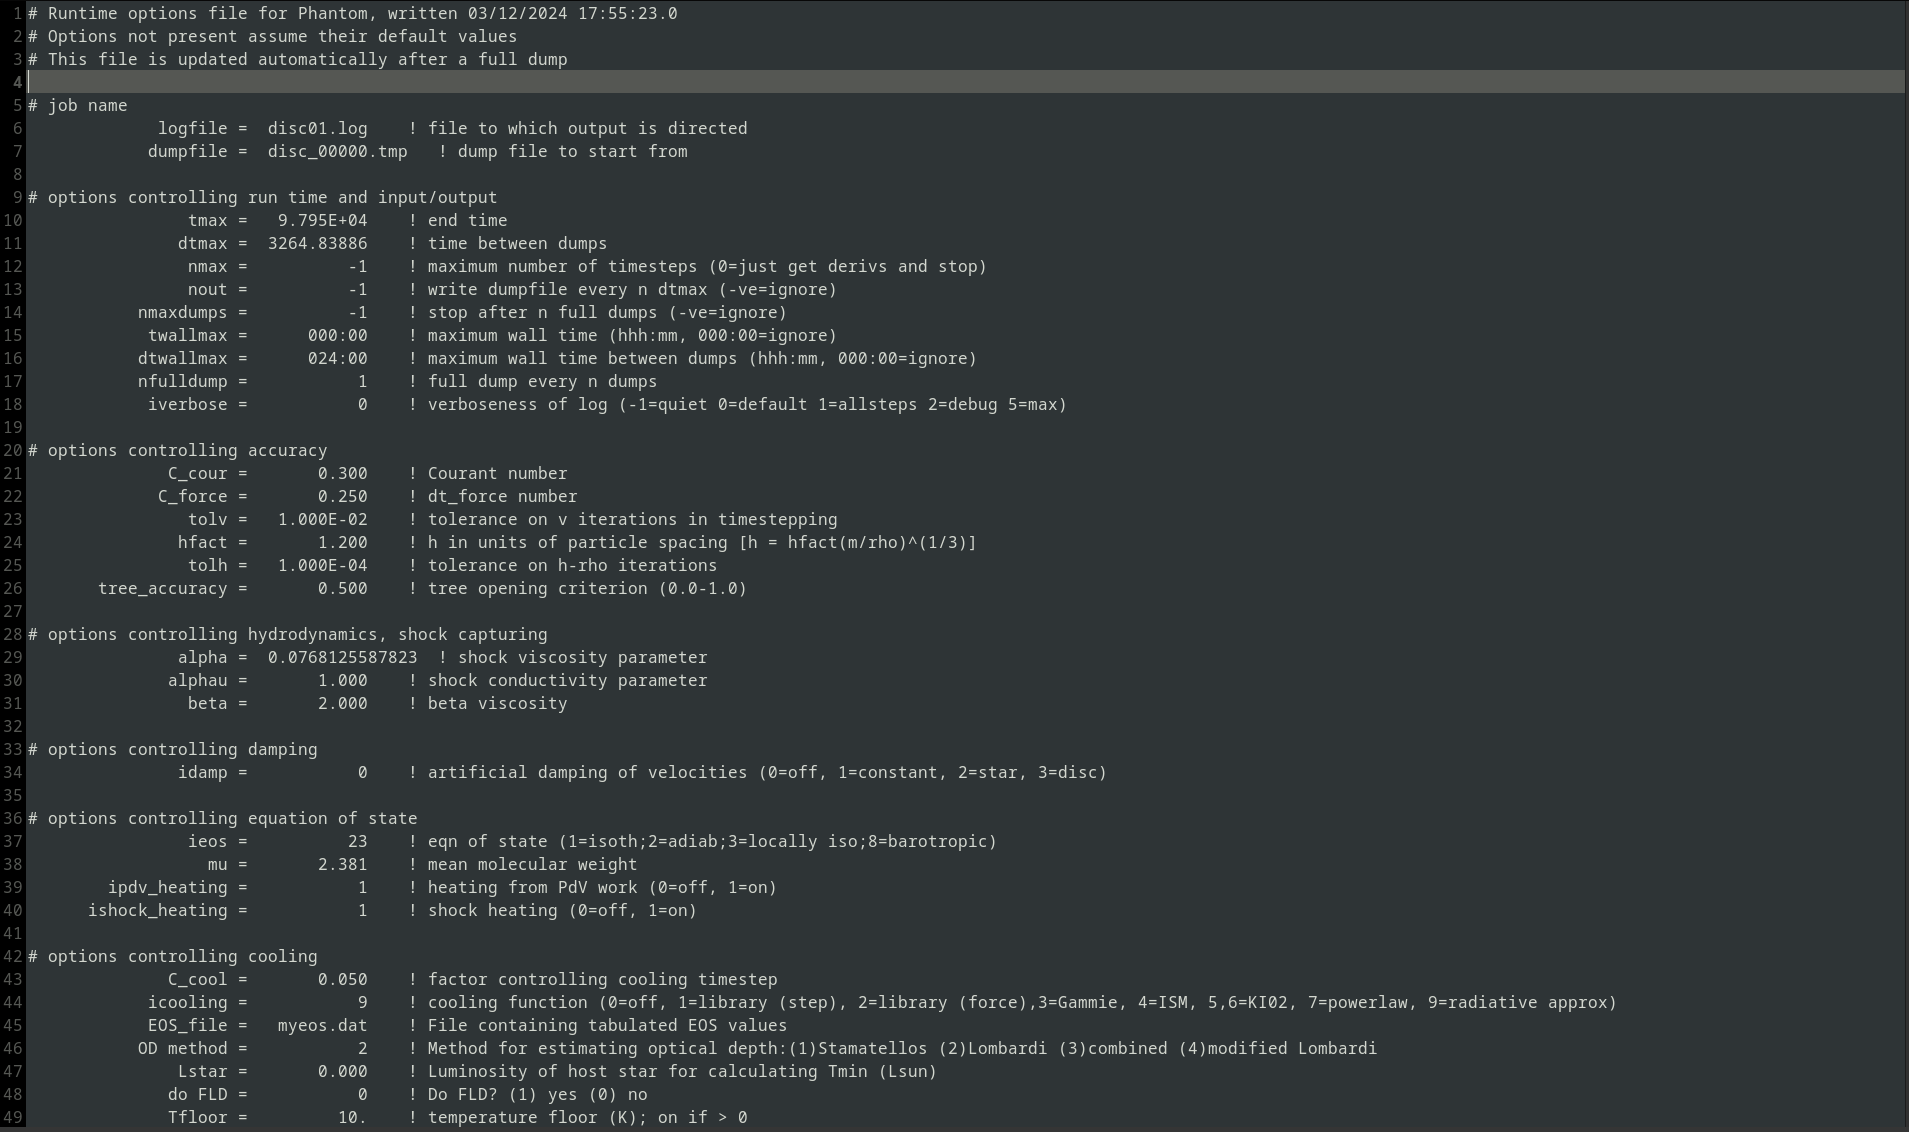 1 # Runtime options file for Phantom, written 03/12/2024 17:55:23.0
2 # Options not present assume their default values
3 # This file is updated automatically after a full dump
4
5 # job name
6 logfile = disc01.log ! file to which output is directed
7 dumpfile = disc_00000.tmp ! dump file to start from
8
9 # options controlling run time and input/output
10 tmax = 9.795E+04 ! end time
11 dtmax = 3264.83886 ! time between dumps
12 nmax = -1 ! maximum number of timesteps (0=just get derivs and stop)
13 nout = -1 ! write dumpfile every n dtmax (-ve=ignore)
14 nmaxdumps = -1 ! stop after n full dumps (-ve=ignore)
15 twallmax = 000:00 ! maximum wall time (hhh:mm, 000:00=ignore)
16 dtwallmax = 024:00 ! maximum wall time between dumps (hhh:mm, 000:00=ignore)
17 nfulldump = 1 ! full dump every n dumps
18 iverbose = 0 ! verboseness of log (-1=quiet 0=default 1=allsteps 2=debug 5=max)
19
20 # options controlling accuracy
21 C_cour = 0.300 ! Courant number
22 C_force = 0.250 ! dt_force number
23 tolv = 1.000E-02 ! tolerance on v iterations in timestepping
24 hfact = 1.200 ! h in units of particle spacing [h = hfact(m/rho)^(1/3)]
25 tolh = 1.000E-04 ! tolerance on h-rho iterations
26 tree_accuracy = 0.500 ! tree opening criterion (0.0-1.0)
27
28 # options controlling hydrodynamics, shock capturing
29 alpha = 0.0768125587823 ! shock viscosity parameter
30 alphau = 1.000 ! shock conductivity parameter
31 beta = 2.000 ! beta viscosity
32
33 # options controlling damping
34 idamp = 0 ! artificial damping of velocities (0=off, 1=constant, 2=star, 3=disc)
35
36 # options controlling equation of state
37 ieos = 23 ! eqn of state (1=isoth;2=adiab;3=locally iso;8=barotropic)
38 mu = 2.381 ! mean molecular weight
39 ipdv_heating = 1 ! heating from PdV work (0=off, 1=on)
40 ishock_heating = 1 ! shock heating (0=off, 1=on)
41
42 # options controlling cooling
43 C_cool = 0.050 ! factor controlling cooling timestep
44 icooling = 9 ! cooling function (0=off, 1=library (step), 2=library (force),3=Gammie, 4=ISM, 5,6=KI02, 7=powerlaw, 9=radiative approx)
45 EOS_file = myeos.dat ! File containing tabulated EOS values
46 OD method = 2 ! Method for estimating optical depth:(1)Stamatellos (2)Lombardi (3)combined (4)modified Lombardi
47 Lstar = 0.000 ! Luminosity of host star for calculating Tmin (Lsun)
48 do FLD = 0 ! Do FLD? (1) yes (0) no
49 Tfloor = 10. ! temperature floor (K); on if > 0